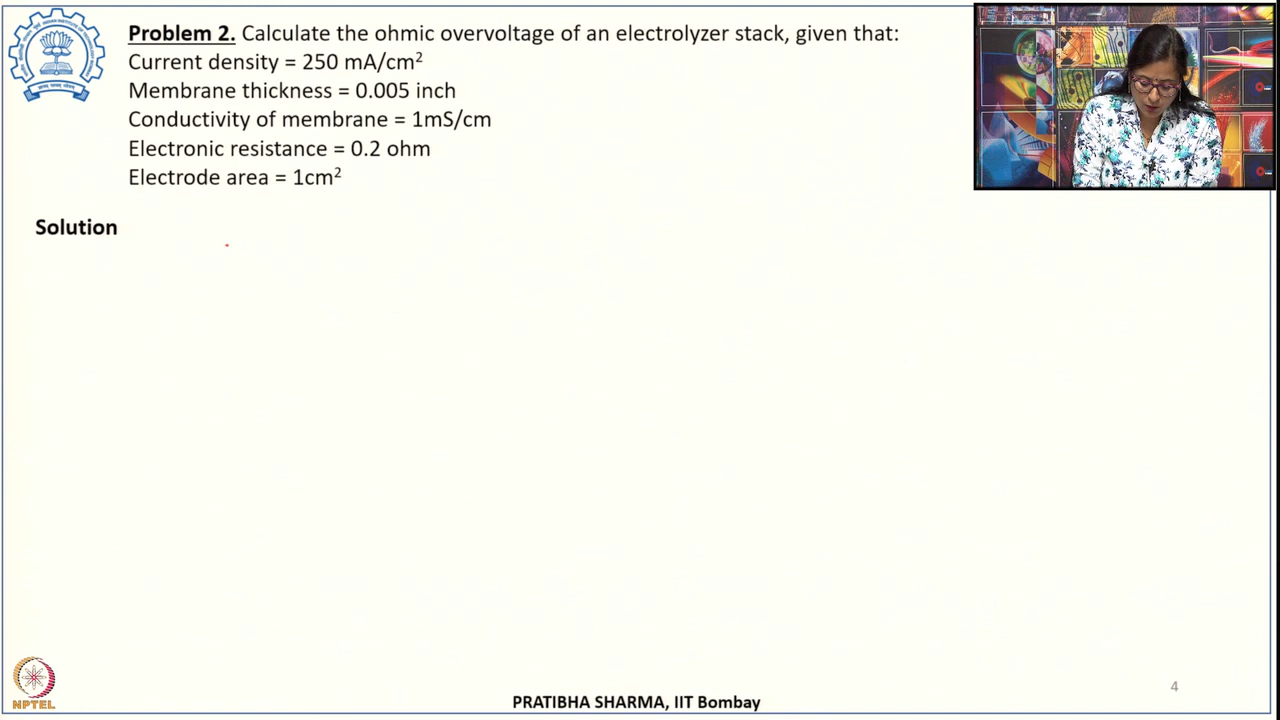 Problem 2. Calculate the ohmic overvoltage of an electrolyzer stack, given that:
Current density = 250 mA/cm²
Membrane thickness = 0.005 inch
Conductivity of membrane = 1mS/cm
Electronic resistance = 0.2 ohm
Electrode area = 1cm²
Solution
NPTEL
PRATIBHA SHARMA, IIT Bombay
4